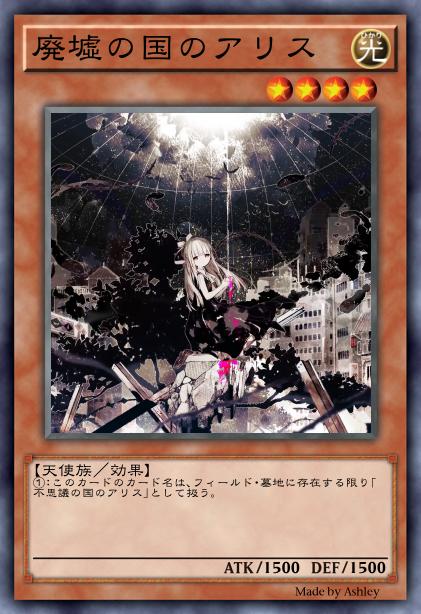 廃墟の国のアリス
ひかり
光
【天使族／効果】
①：このカードのカード名は、フィールド・墓地に存在する限り「
不思議の国のアリス」として扱う。
ATK/1500 DEF/1500
Made by Ashley